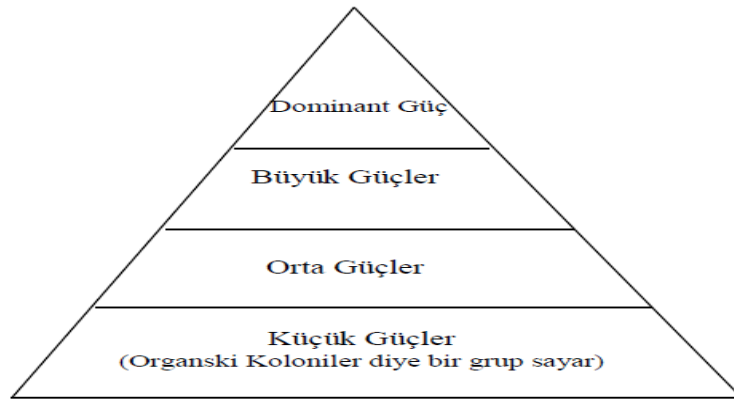 Dominant Güç
Büyük Güçler
Orta Güçler
Küçük Güçler
(Organski Koloniler diye bir grup sayar)